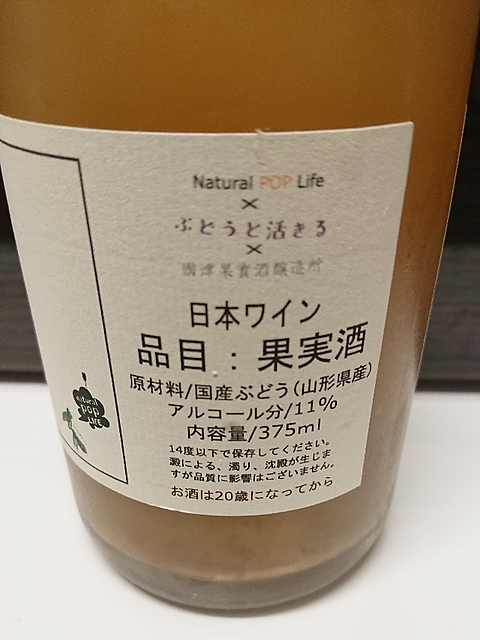 Natural POP Life
×
ぶどうと活きる
×
國津果實酒醸造所
日本ワイン
品目：果実酒
原材料/国産ぶどう(山形県産)
アルコール分/11%
内容量/375ml
14度以下で保存してください。
澱による、濁り、沈殿が生じま
すが品質に影響はございません。
お酒は20歳になってから
natural
pop
LIFE